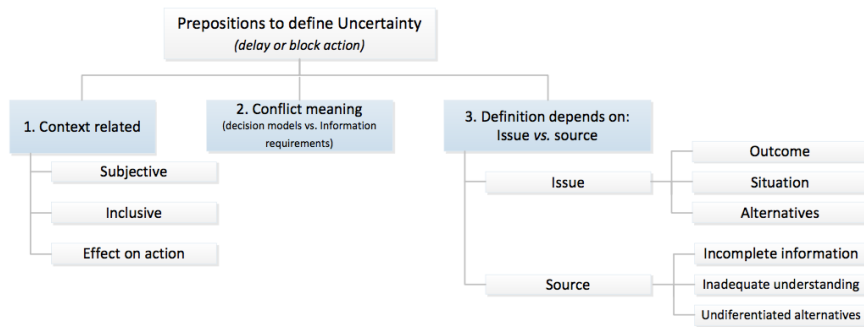 Prepositions to define Uncertainty
(delay or block action)
1. Context related
2. Conflict meaning
(decision models vs. Information
requirements)
3. Definition depends on:
Issue vs. source
Subjective
Inclusive
Effect on action
Issue
Outcome
Situation
Alternatives
Source
Incomplete information
Inadequate understanding
Undiferentiated alternatives